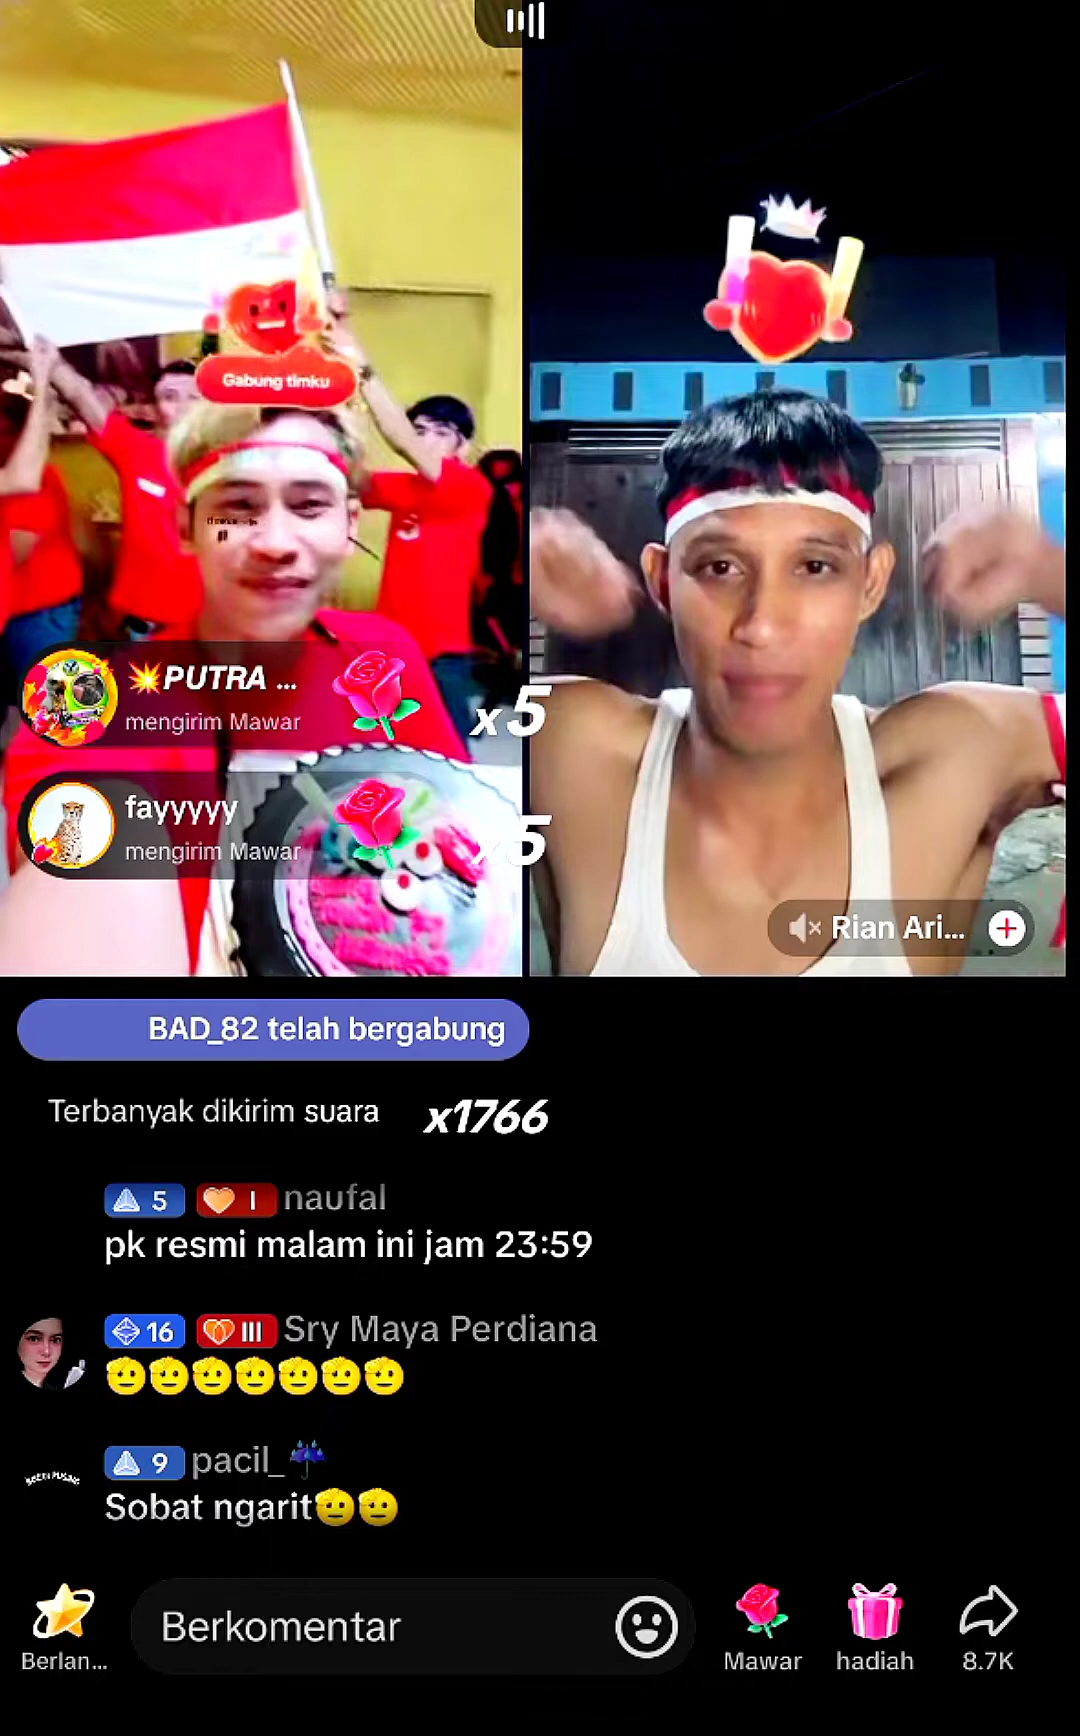 Gabung timku
PUTRA ...
mengirim Mawar
x5
fayyyyy
mengirim Mawar
x5
Rian Ari...
BAD_82 telah bergabung
Terbanyak dikirim suara
x1766
5 I naufal
pk resmi malam ini jam 23:59
16 III Sry Maya Perdiana
9 pacil_
Sobat ngarit
Berlan...
Berkomentar
Mawar
hadiah
8.7K